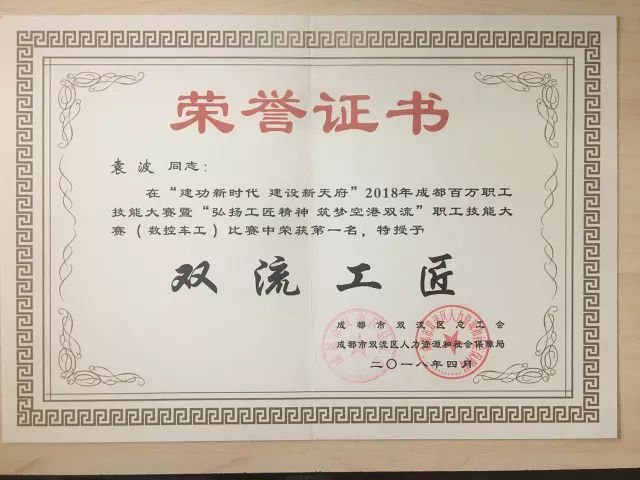 荣誉证书
袁波 同志：
在“建功新时代 建设新天府”2018年成都百万职工
技能大赛暨“弘扬工匠精神 筑梦空港双流”职工技能大
赛（数控车工）比赛中荣获第一名，特授予
双流工匠
成都市双流区总工会
成都市双流区人力资源和社会保障局
二〇一八年四月